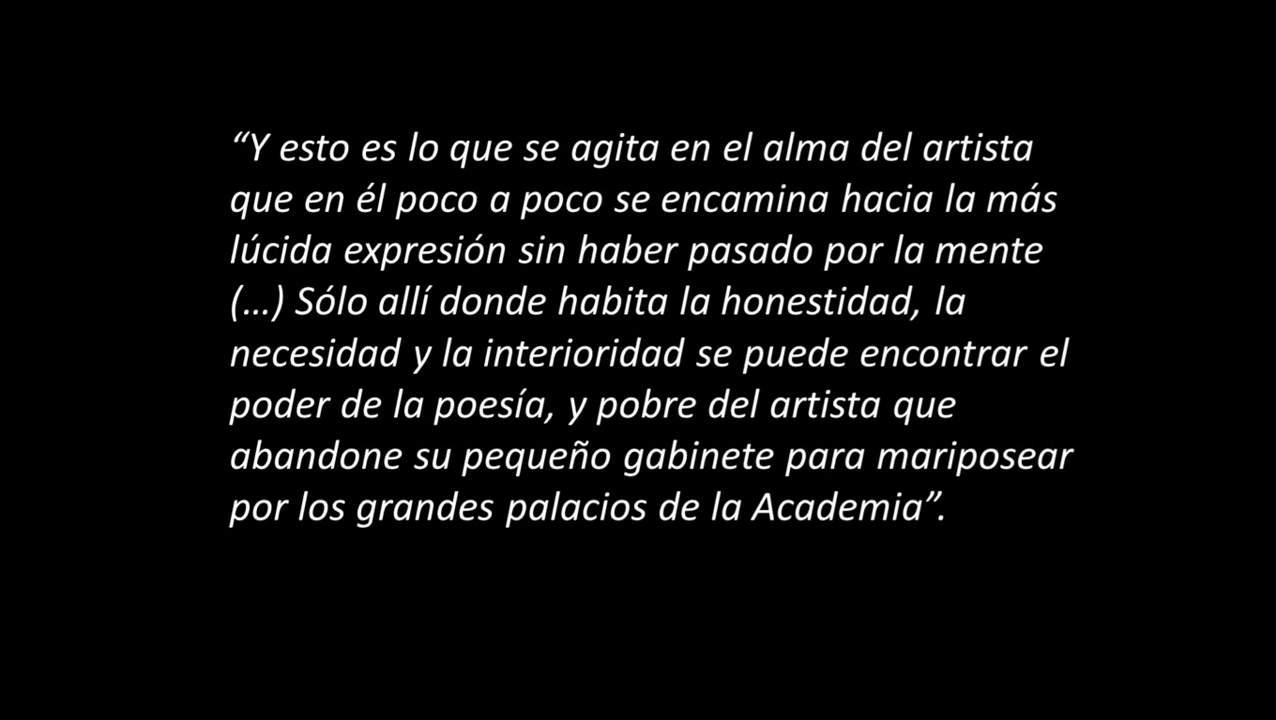 “Y esto es lo que se agita en el alma del artista
que en él poco a poco se encamina hacia la más
lúcida expresión sin haber pasado por la mente
(…) Sólo allí donde habita la honestidad, la
necesidad y la interioridad se puede encontrar el
poder de la poesía, y pobre del artista que
abandone su pequeño gabinete para mariposear
por los grandes palacios de la Academia”.